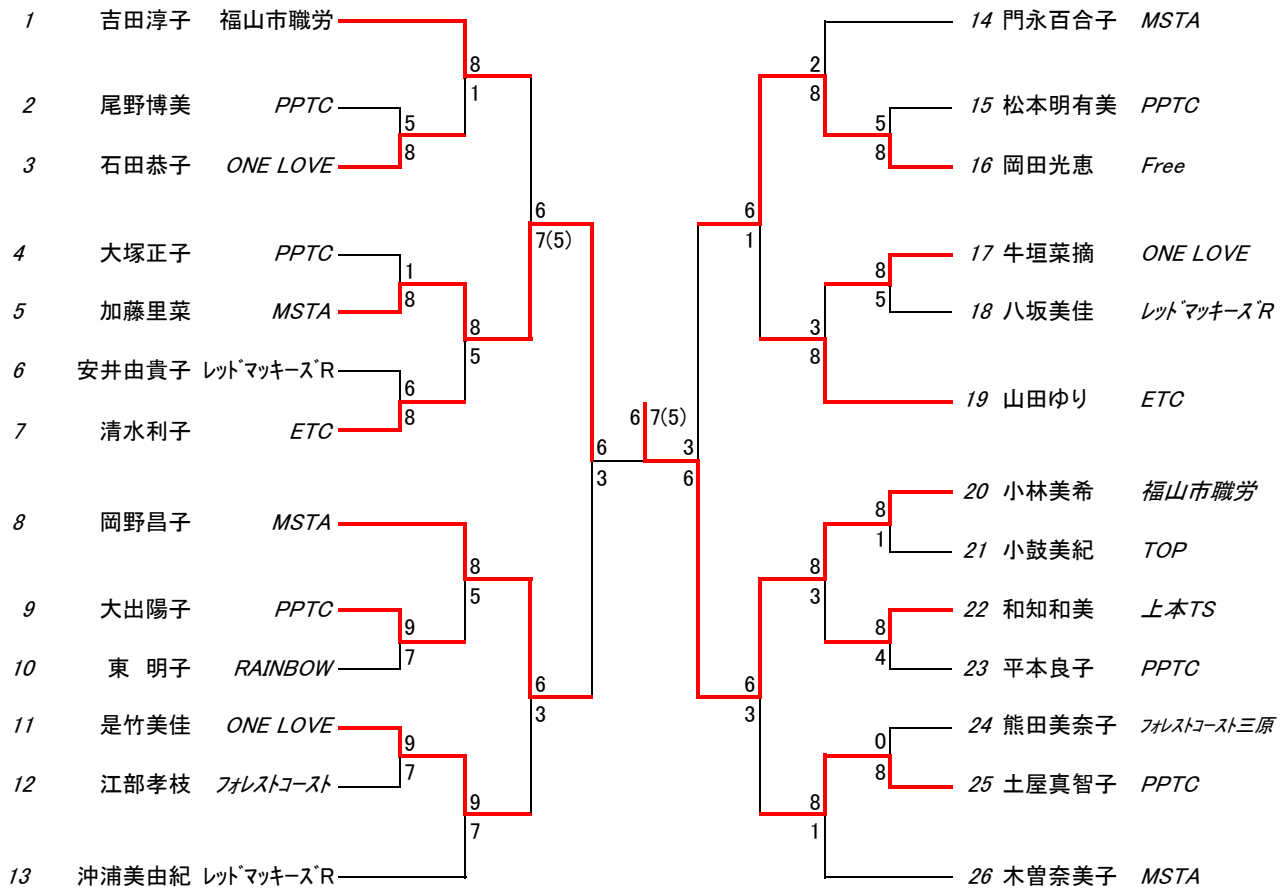 1 吉田淳子 福山市職労
8
1
2 尾野博美 PPTC
5
8
3 石田恭子 ONE LOVE
6
7(5)
4 大塚正子 PPTC
1
8
5 加藤里菜 MSTA
8
5
6 安井由貴子 レッドマッキーズR
6
8
7 清水利子 ETC
6
3
8 岡野昌子 MSTA
8
5
9 大出陽子 PPTC
9
7
10 東 明子 RAINBOW
6
3
11 是竹美佳 ONE LOVE
9
7
12 江部孝枝 フォレストコースト
9
7
13 沖浦美由紀 レッドマッキーズR
6 7(5)
14 門永百合子 MSTA
2
8
15 松本明有美 PPTC
5
8
16 岡田光恵 Free
6
1
17 牛垣菜摘 ONE LOVE
8
5
18 八坂美佳 レッドマッキーズR
3
8
19 山田ゆり ETC
3
6
20 小林美希 福山市職労
8
1
21 小鼓美紀 TOP
8
3
22 和知和美 上本TS
8
4
23 平本良子 PPTC
6
3
24 熊田美奈子 フォレストコースト三原
0
8
25 土屋真智子 PPTC
8
1
26 木曽奈美子 MSTA